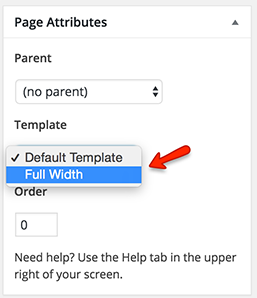 Page Attributes
Parent
(no parent)
Template
✓ Default Template
Full Width
Order
0
Need help? Use the Help tab in the upper
right of your screen.